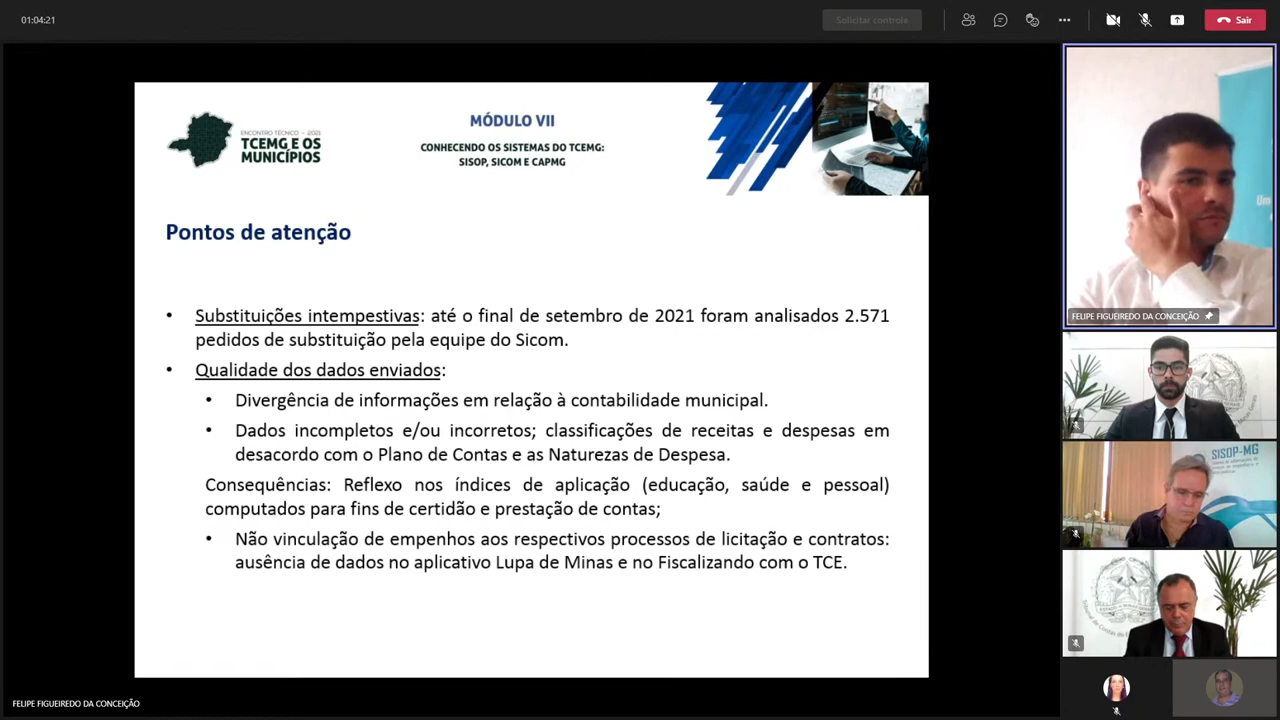 01:04:21
Solicitar controle
Sair
ENCONTRO TÉCNICO - 2021
TCEMG E OS
MUNICÍPIOS
MÓDULO VII
CONHECENDO OS SISTEMAS DO TCEMG:
SISOP, SICOM E CAPMG
Pontos de atenção
• Substituições intempestivas: até o final de setembro de 2021 foram analisados 2.571
pedidos de substituição pela equipe do Sicom.
• Qualidade dos dados enviados:
• Divergência de informações em relação à contabilidade municipal.
• Dados incompletos e/ou incorretos; classificações de receitas e despesas em
desacordo com o Plano de Contas e as Naturezas de Despesa.
Consequências: Reflexo nos índices de aplicação (educação, saúde e pessoal)
computados para fins de certidão e prestação de contas;
• Não vinculação de empenhos aos respectivos processos de licitação e contratos:
ausência de dados no aplicativo Lupa de Minas e no Fiscalizando com o TCE.
Um
FELIPE FIGUEIREDO DA CONCEIÇÃO
SISOP-MG
FELIPE FIGUEIREDO DA CONCEIÇÃO